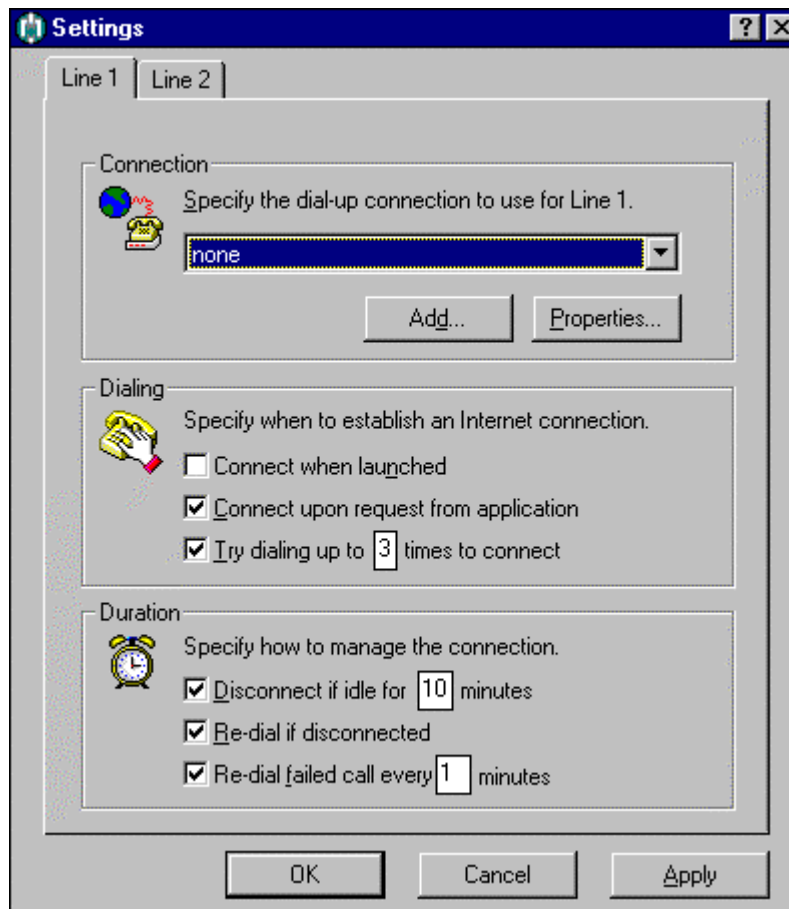 Settings
Line 1 Line 2
Connection
Specify the dial-up connection to use for Line 1.
none
Add... Properties...
Dialing
Specify when to establish an Internet connection.
Connect when launched
Connect upon request from application
Try dialing up to 3 times to connect
Duration
Specify how to manage the connection.
Disconnect if idle for 10 minutes
Re-dial if disconnected
Re-dial failed call every 1 minutes
OK Cancel Apply